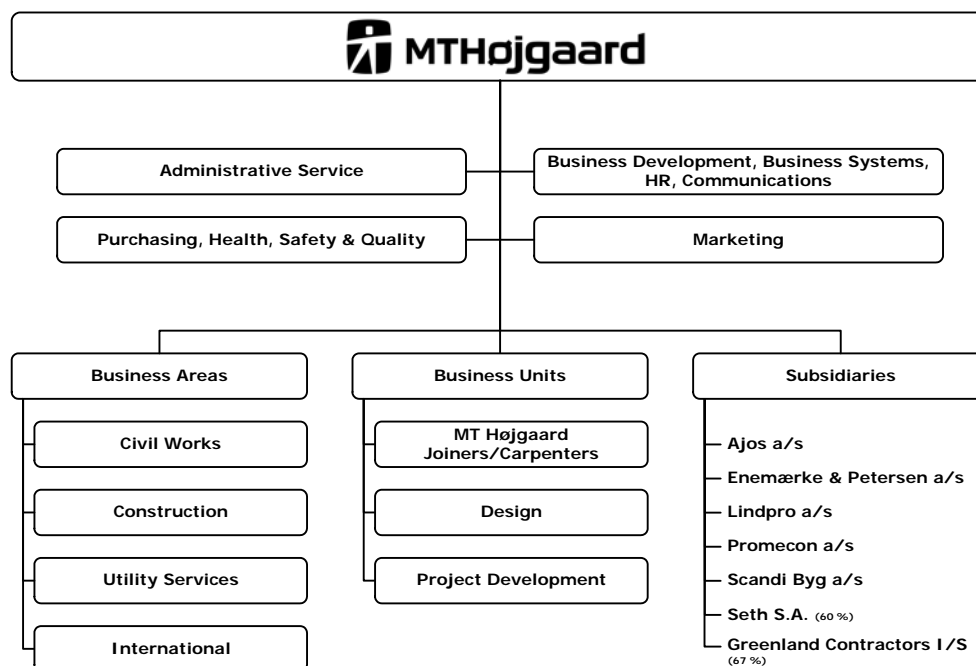 MTHøjgaard
Administrative Service
Business Development, Business Systems,
HR, Communications
Purchasing, Health, Safety & Quality
Marketing
Business Areas
Civil Works
Construction
Utility Services
International
Business Units
MT Højgaard
Joiners/Carpenters
Design
Project Development
Subsidiaries
Ajos a/s
Enemærke & Petersen a/s
Lindpro a/s
Promecon a/s
Scandi Byg a/s
Seth S.A. (60 %)
Greenland Contractors I/S
(67 %)